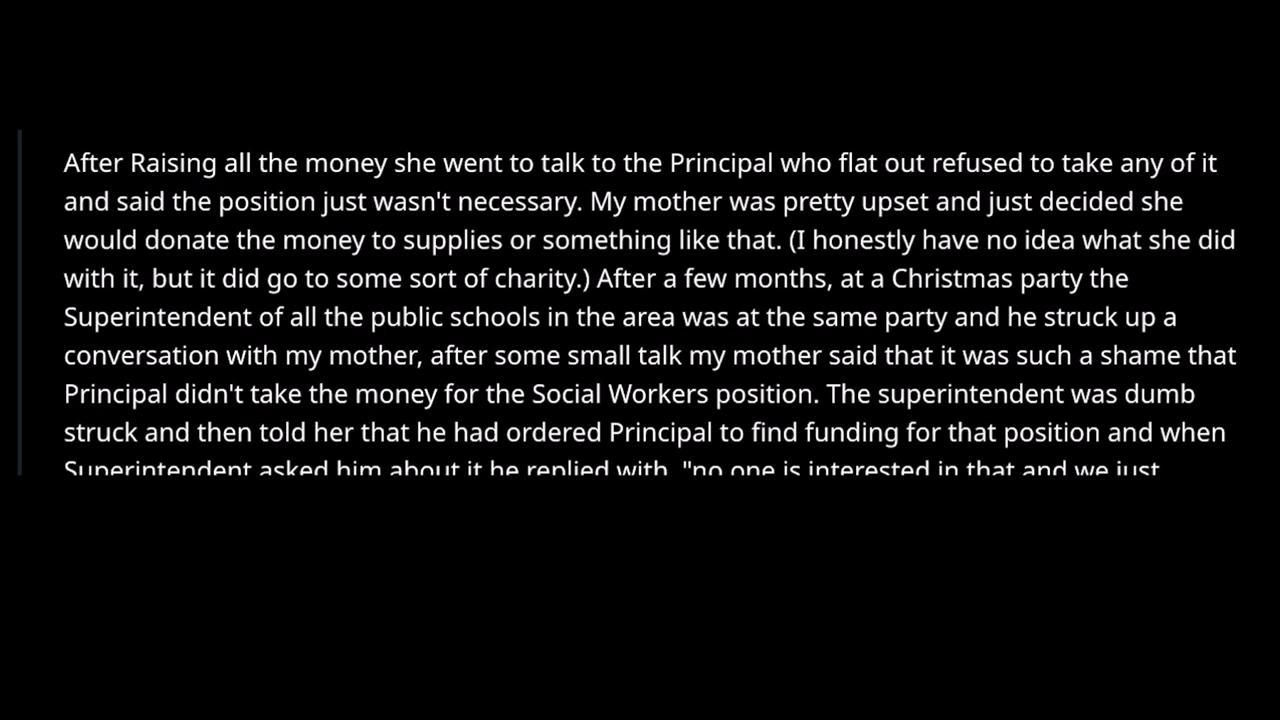 After Raising all the money she went to talk to the Principal who flat out refused to take any of it
and said the position just wasn't necessary. My mother was pretty upset and just decided she
would donate the money to supplies or something like that. (I honestly have no idea what she did
with it, but it did go to some sort of charity.) After a few months, at a Christmas party the
Superintendent of all the public schools in the area was at the same party and he struck up a
conversation with my mother, after some small talk my mother said that it was such a shame that
Principal didn't take the money for the Social Workers position. The superintendent was dumb
struck and then told her that he had ordered Principal to find funding for that position and when
Superintendent asked him about it he replied with, "no one is interested in that and we just